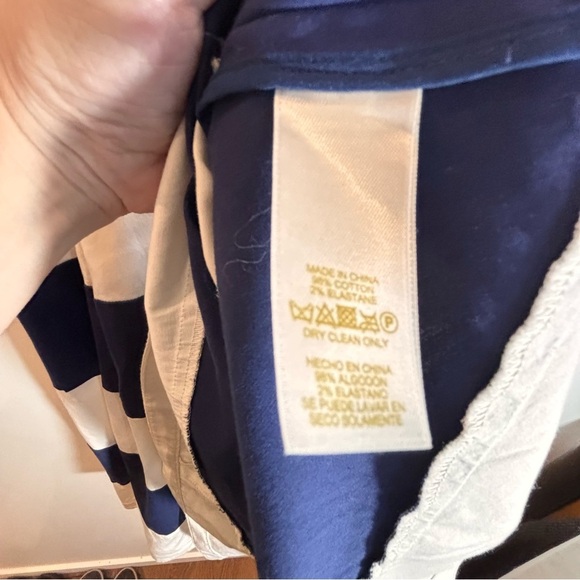 MADE IN CHINA
98% COTTON
2% ELASTANE
P
DRY CLEAN ONLY
HECHO EN CHINA
98% ALGODON
2% ELASTANO
SE PUEDE LAVAR EN
SECO SOLAMENTE